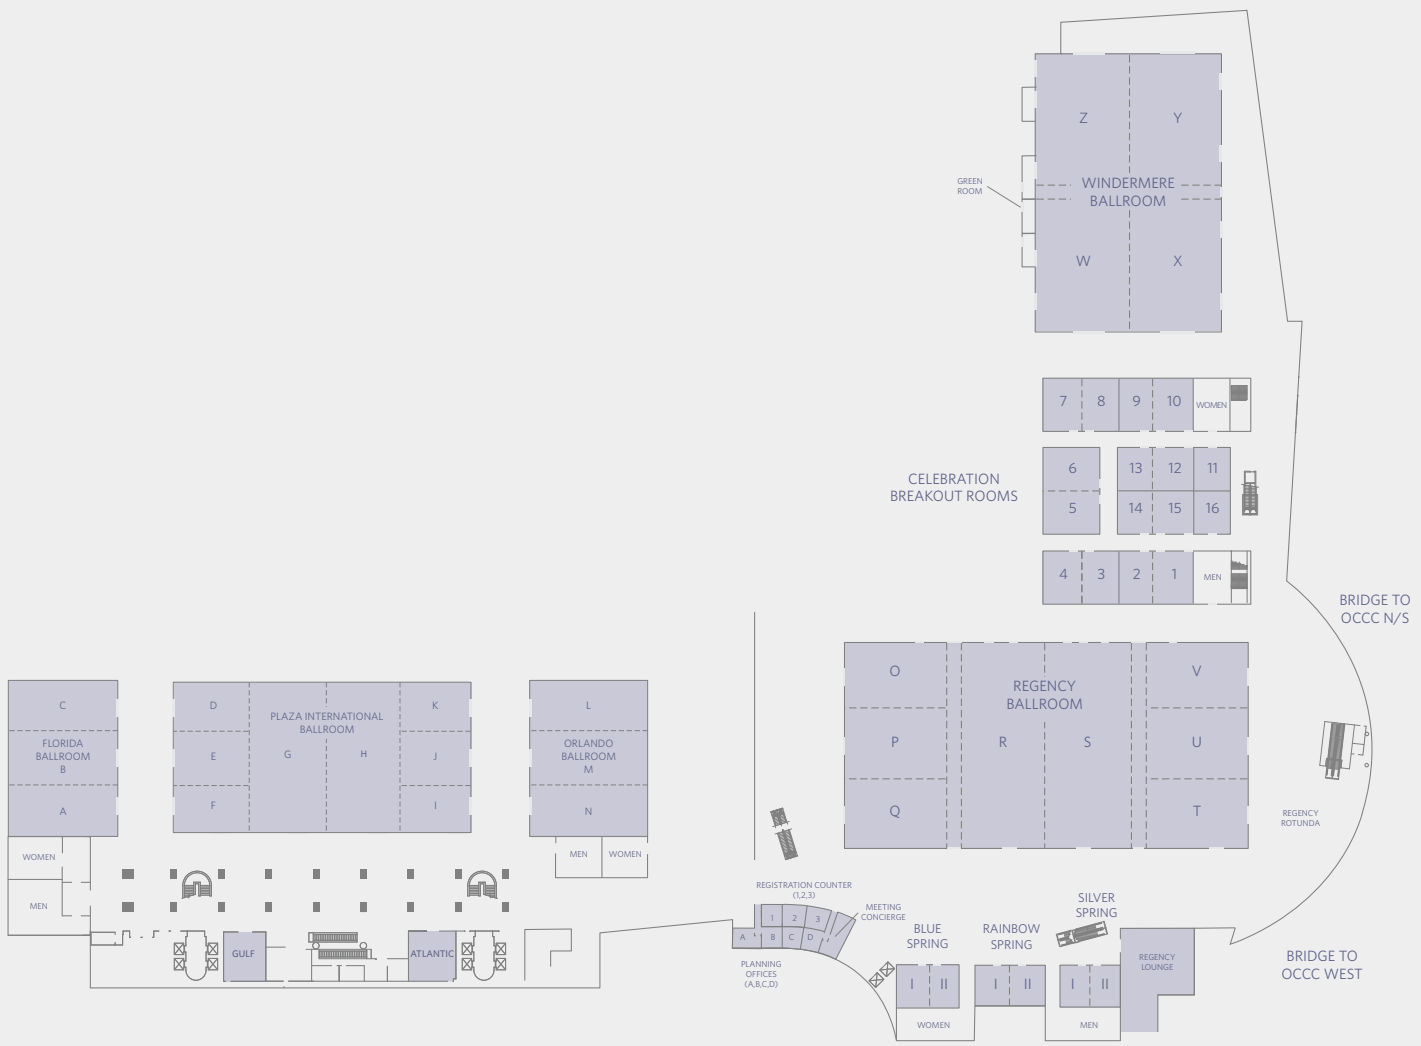 Z
Y
GREEN
ROOM
WINDERMERE
BALLROOM
W
X
7
8
9
10
WOMEN
CELEBRATION
BREAKOUT ROOMS
6
13
12
11
5
14
15
16
4
3
2
1
MEN
BRIDGE TO
OCCC N/S
O
REGENCY
BALLROOM
V
P
R
S
U
Q
T
REGENCY
ROTUNDA
C
FLORIDA
BALLROOM
B
A
WOMEN
MEN
D
PLAZA INTERNATIONAL
BALLROOM
K
E
G
H
J
F
I
L
ORLANDO
BALLROOM
M
N
MEN
WOMEN
GULF
ATLANTIC
REGISTRATION COUNTER
(1,2,3)
1
2
3
MEETING
CONCIERGE
A
B
C
D
PLANNING
OFFICES
(A,B,C,D)
BLUE
SPRING
I
II
WOMEN
RAINBOW
SPRING
I
II
SILVER
SPRING
I
II
MEN
REGENCY
LOUNGE
BRIDGE TO
OCCC WEST